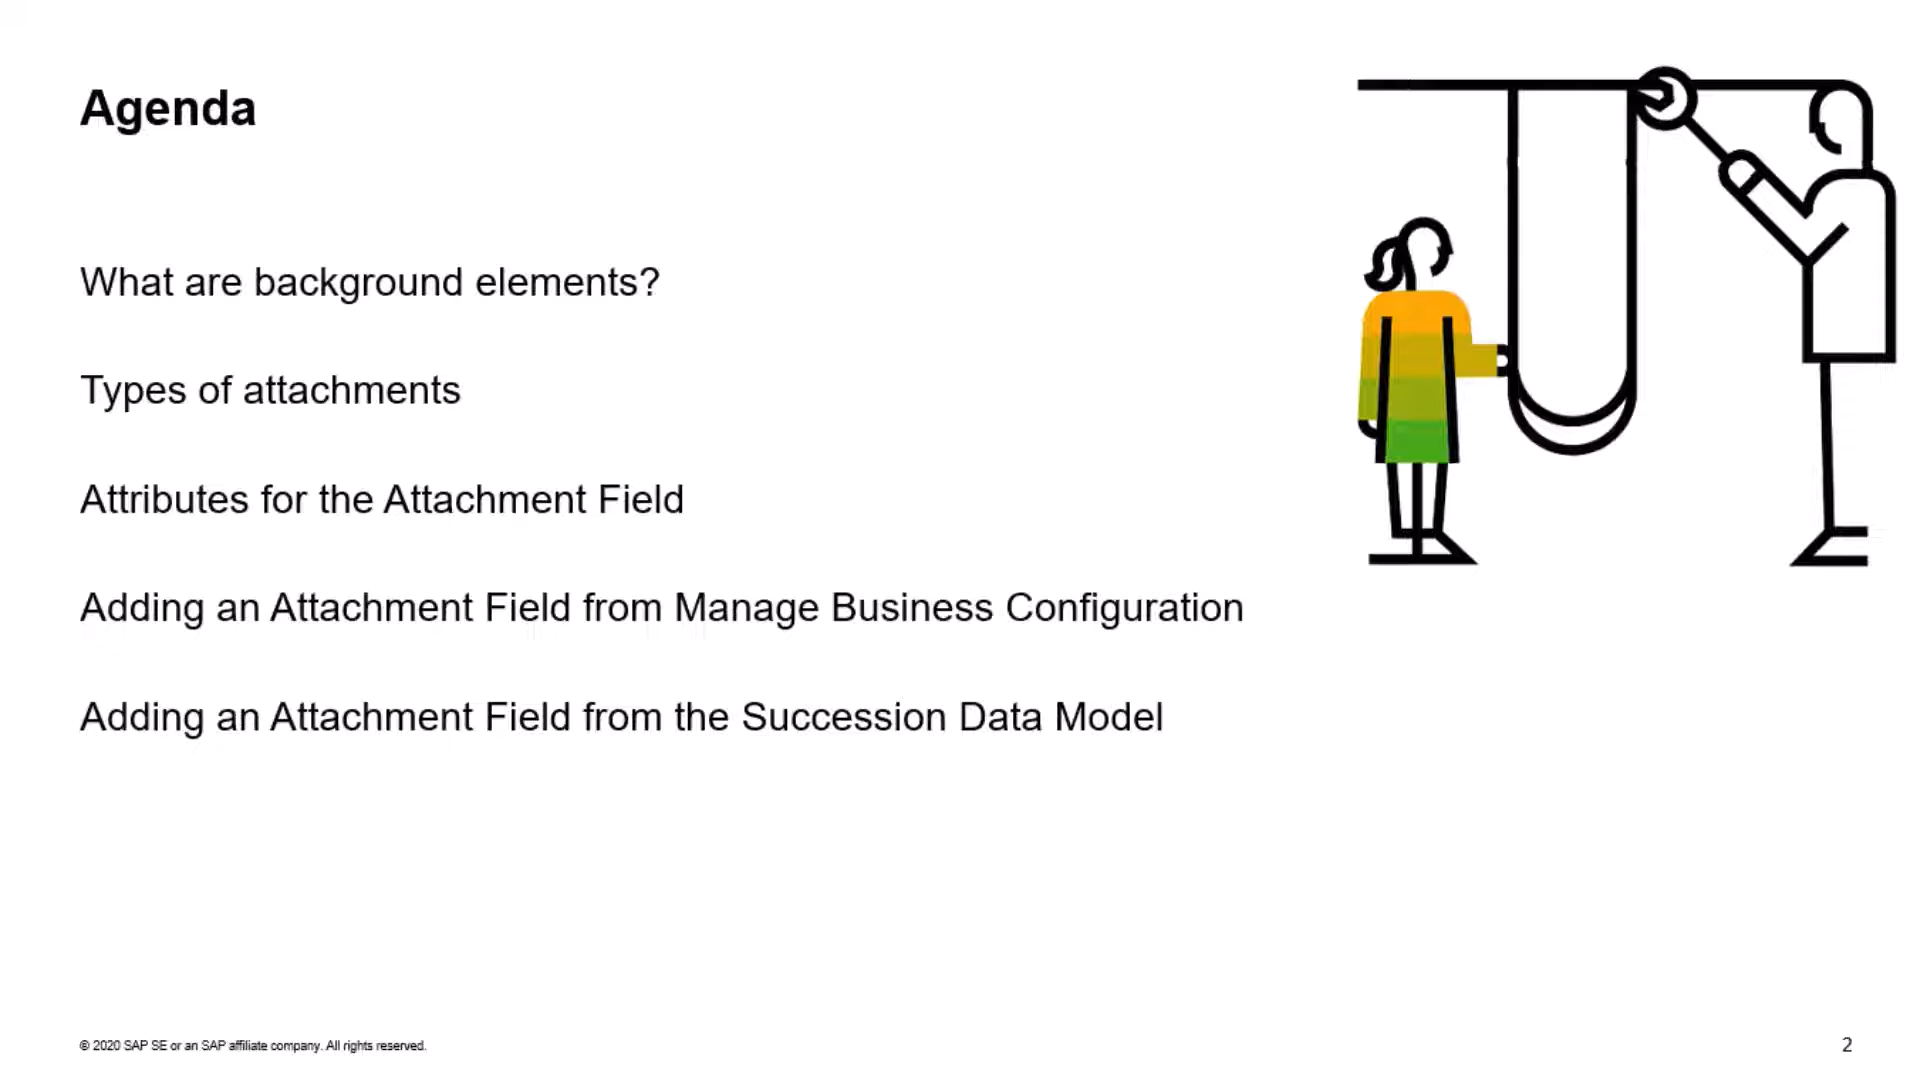 Agenda
What are background elements?
Types of attachments
Attributes for the Attachment Field
Adding an Attachment Field from Manage Business Configuration
Adding an Attachment Field from the Succession Data Model
© 2020 SAP SE or an SAP affiliate company. All rights reserved.
2